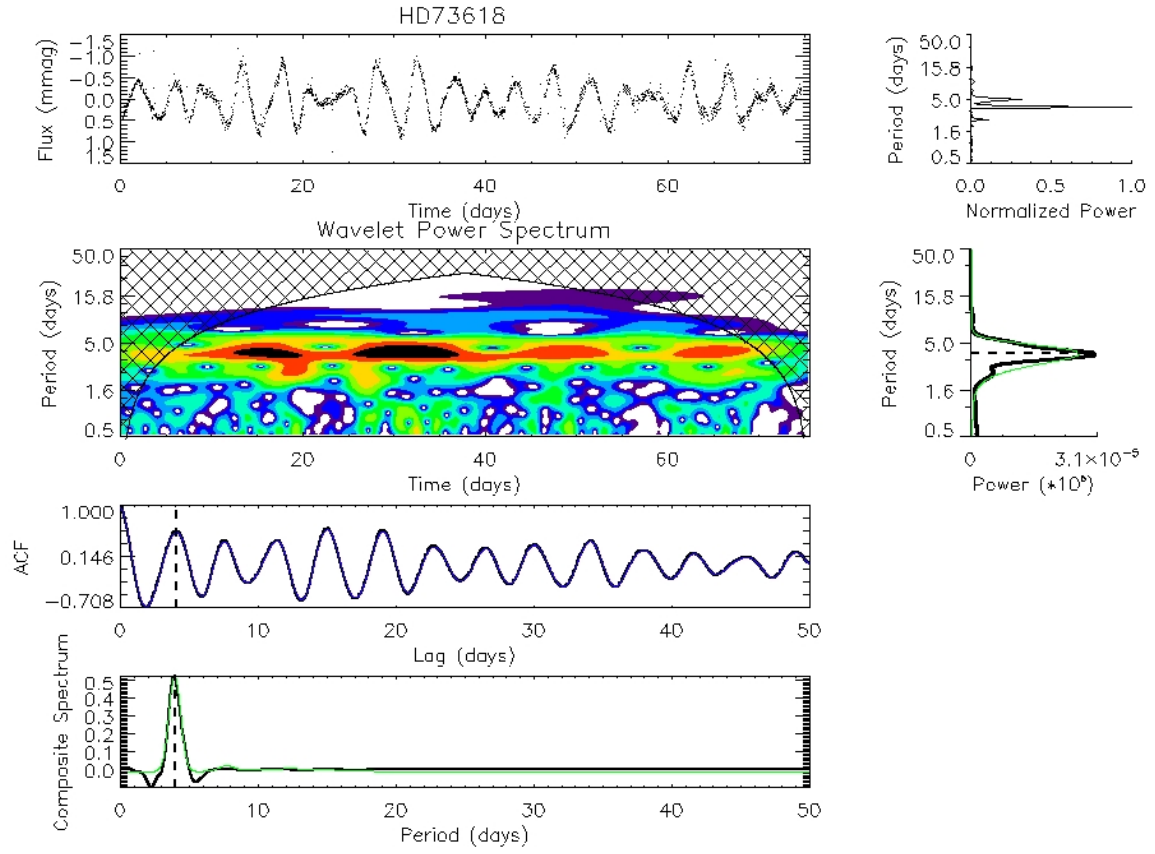 HD73618
Flux (mmag)
-1.5
-1.0
-0.5
0.0
0.5
1.0
1.5
0 20 40 60
Time (days)
Period (days)
50.0
15.8
5.0
1.6
0.5
0.0 0.5 1.0
Normalized Power
Wavelet Power Spectrum
Period (days)
50.0
15.8
5.0
1.6
0.5
0 20 40 60
Time (days)
Period (days)
50.0
15.8
5.0
1.6
0.5
0 3.1×10⁻⁵
Power (*10⁶)
ACF
1.000
0.146
-0.708
0 10 20 30 40 50
Lag (days)
Composite Spectrum
0.5
0.4
0.3
0.2
0.1
0.0
0 10 20 30 40 50
Period (days)